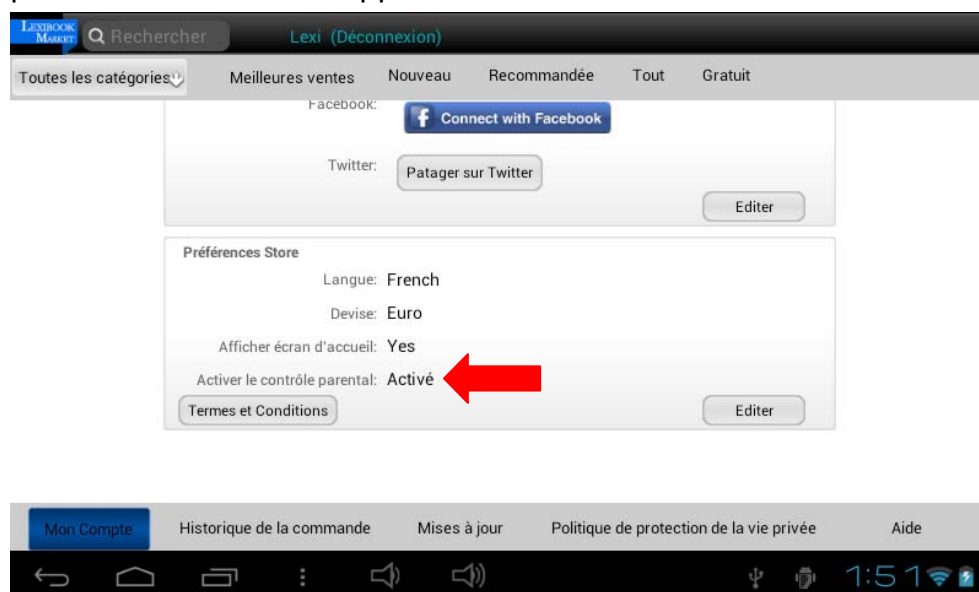 LEXIBOOK
MARKET
Rechercher
Lexi (Déconnexion)
Toutes les catégories
Meilleures ventes
Nouveau
Recommandée
Tout
Gratuit
Facebook:
Connect with Facebook
Twitter:
Patager sur Twitter
Editer
Préférences Store
Langue: French
Devise: Euro
Afficher écran d'accueil: Yes
Activer le contrôle parental: Activé
Termes et Conditions
Editer
Mon Compte
Historique de la commande
Mises à jour
Politique de protection de la vie privée
Aide
1:51